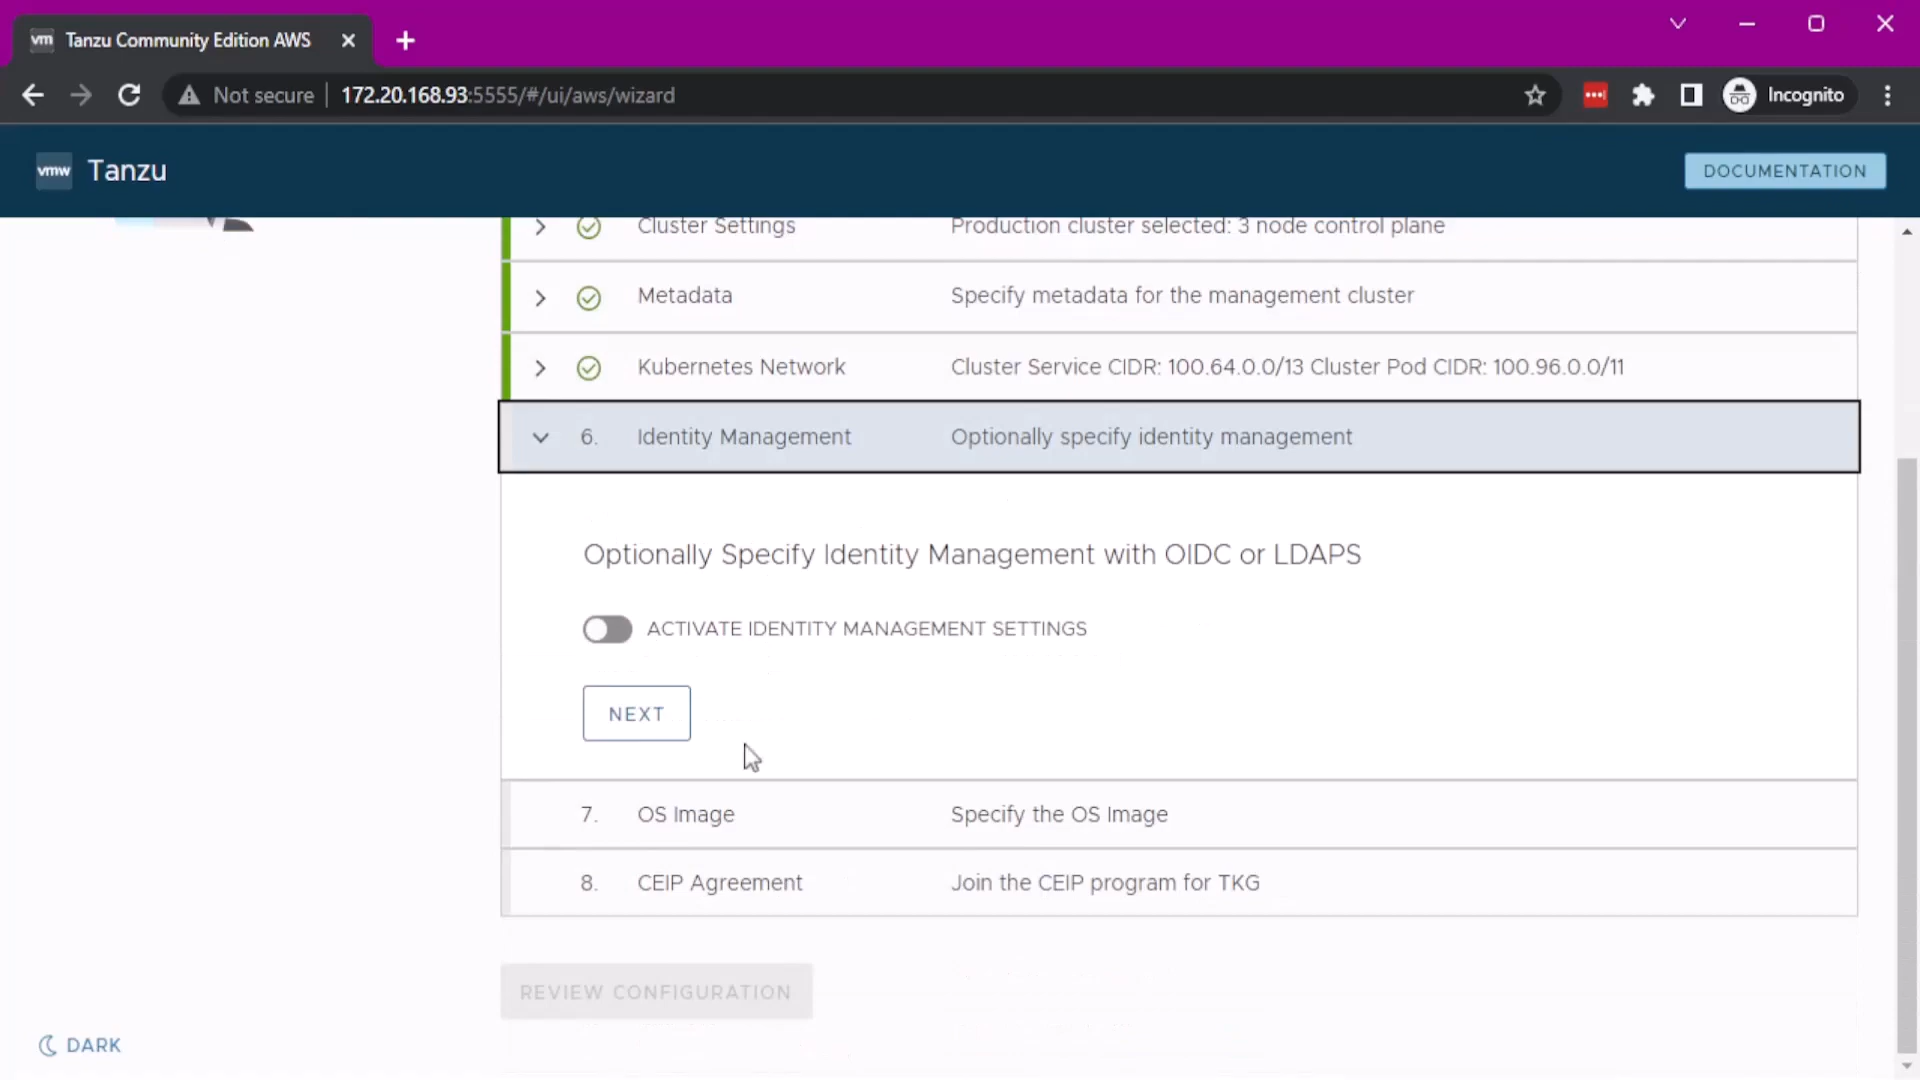 vm Tanzu Community Edition AWS
Not secure 172.20.168.93:5555/#/ui/aws/wizard Incognito
vmw Tanzu DOCUMENTATION
Cluster Settings Production cluster selected: 3 node control plane
Metadata Specify metadata for the management cluster
Kubernetes Network Cluster Service CIDR: 100.64.0.0/13 Cluster Pod CIDR: 100.96.0.0/11
6. Identity Management Optionally specify identity management
Optionally Specify Identity Management with OIDC or LDAPS
ACTIVATE IDENTITY MANAGEMENT SETTINGS
NEXT
7. OS Image Specify the OS Image
8. CEIP Agreement Join the CEIP program for TKG
REVIEW CONFIGURATION
DARK